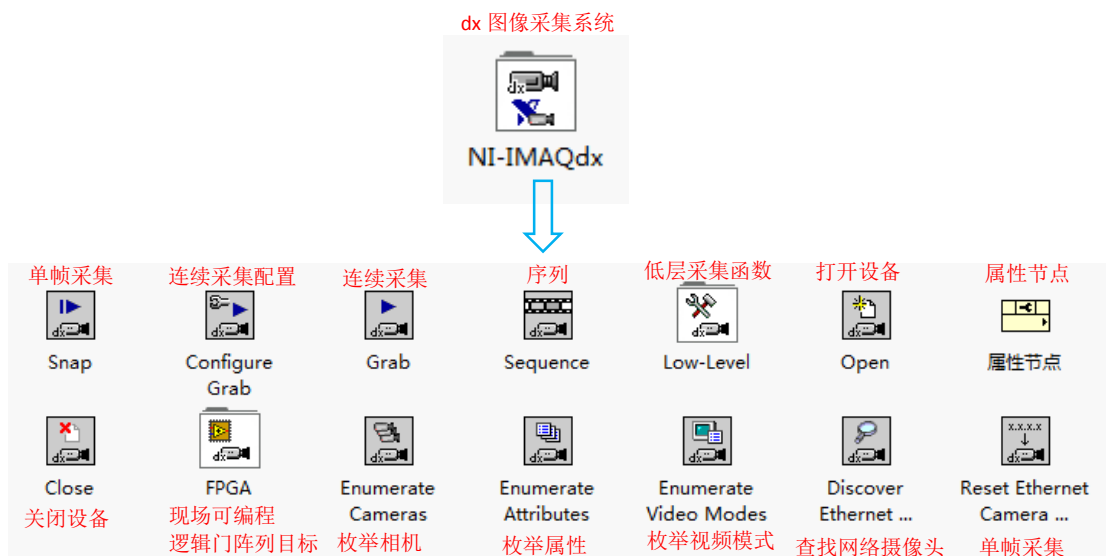 dx 图像采集系统
NI-IMAQdx
单帧采集
连续采集配置
连续采集
序列
低层采集函数
打开设备
属性节点
Snap
Configure
Grab
Grab
Sequence
Low-Level
Open
属性节点
Close
FPGA
Enumerate
Cameras
Enumerate
Attributes
Enumerate
Video Modes
Discover
Ethernet ...
x.x.x.x
Reset Ethernet
Camera ...
关闭设备
现场可编程
逻辑门阵列目标
枚举相机
枚举属性
枚举视频模式
查找网络摄像头
单帧采集